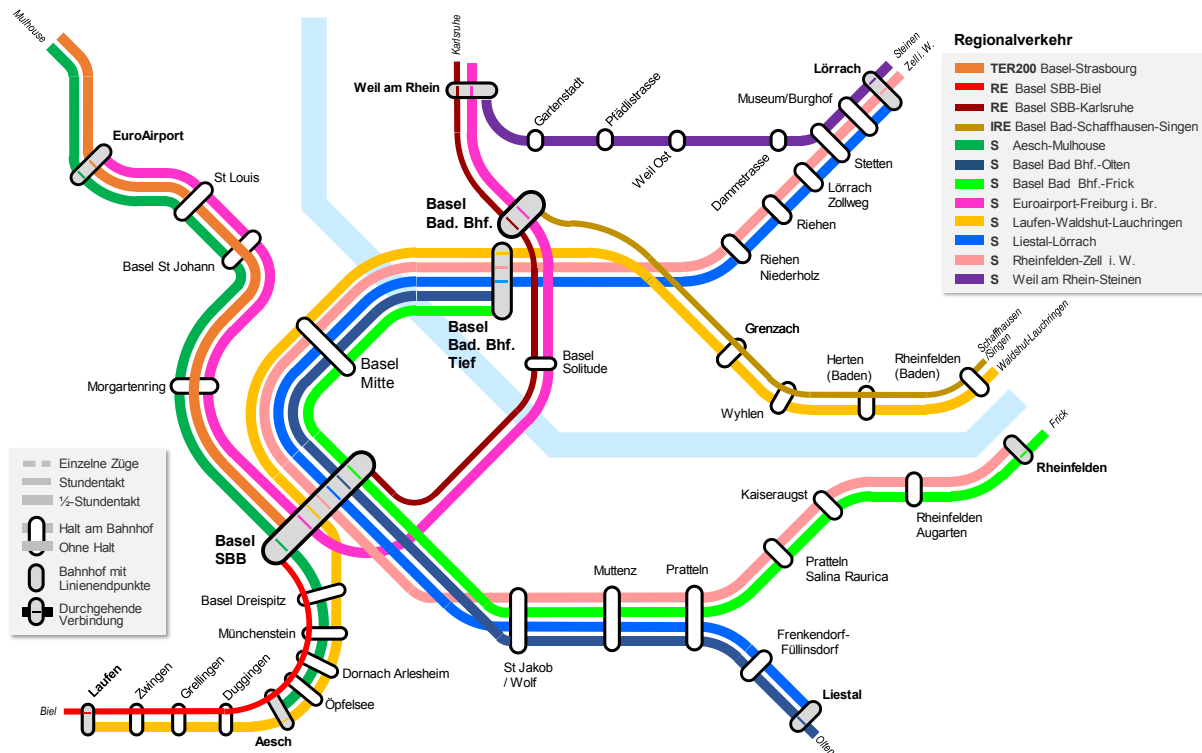 Mulhouse
EuroAirport
St Louis
Basel St Johann
Morgartenring
Karlsruhe
Weil am Rhein
Gartenstadt
Pfädlistrasse
Weil Ost
Dammstrasse
Lörrach
Museum/Burghof
Steinen
Zell i. W.
Stetten
Lörrach
Zollweg
Riehen
Riehen
Niederholz
Basel
Bad. Bhf.
Basel
Bad. Bhf.
Tief
Basel
Mitte
Basel
Solitude
Grenzach
Wyhlen
Herten
(Baden)
Rheinfelden
(Baden)
Schaffhausen
/Singen
Waldshut-Lauchringen
Frick
Rheinfelden
Rheinfelden
Augarten
Kaiseraugst
Pratteln
Salina Raurica
Pratteln
Muttenz
St Jakob
/ Wolf
Frenkendorf-
Füllinsdorf
Liestal
Olten
Basel
SBB
Basel Dreispitz
Münchenstein
Dornach Arlesheim
Öpfelsee
Aesch
Duggingen
Grellingen
Zwingen
Laufen
Biel
Regionalverkehr
TER200 Basel-Strasbourg
RE Basel SBB-Biel
RE Basel SBB-Karlsruhe
IRE Basel Bad-Schaffhausen-Singen
S Aesch-Mulhouse
S Basel Bad Bhf.-Olten
S Basel Bad Bhf.-Frick
S Euroairport-Freiburg i. Br.
S Laufen-Waldshut-Lauchringen
S Liestal-Lörrach
S Rheinfelden-Zell i. W.
S Weil am Rhein-Steinen
Einzelne Züge
Stundentakt
½-Stundentakt
Halt am Bahnhof
Ohne Halt
Bahnhof mit
Linienendpunkte
Durchgehende
Verbindung